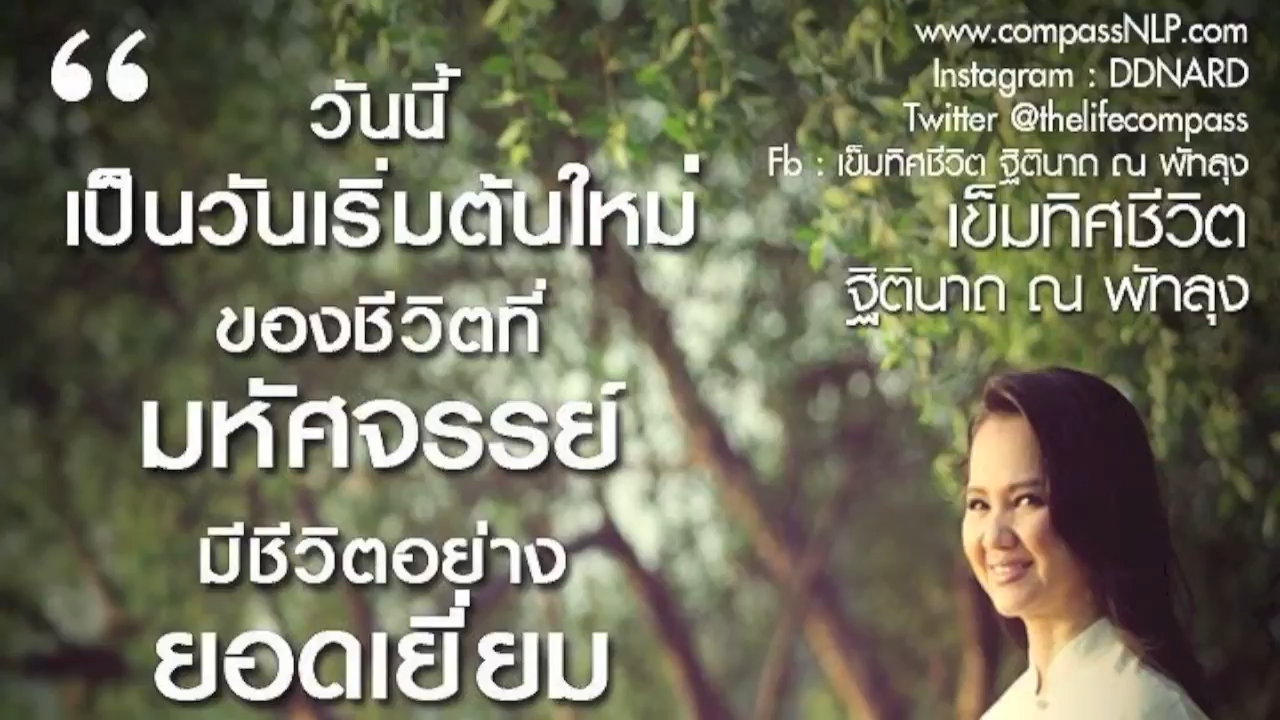 “
วันนี้
เป็นวันเริ่มต้นใหม่
ของชีวิตที่
มหัศจรรย์
มีชีวิตอย่าง
ยอดเยี่ยม
www.compassNLP.com
Instagram : DDNARD
Twitter @thelifecompass
Fb : เข็มทิศชีวิต ฐิตินาถ ณ พัทลุง
เข็มทิศชีวิต
ฐิตินาถ ณ พัทลุง